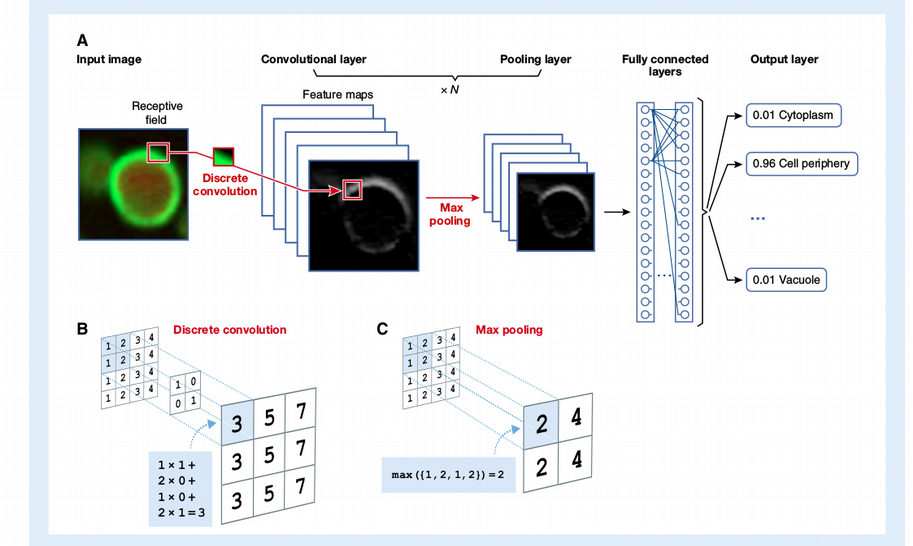 A
Input image
Convolutional layer
Pooling layer
Fully connected
layers
Output layer
× N
Receptive
field
Feature maps
Discrete
convolution
Max
pooling
...
0.01 Cytoplasm
0.96 Cell periphery
...
0.01 Vacuole
B
Discrete convolution
1 2 3 4
1 2 3 4
1 2 3 4
1 2 3 4
1 0
0 1
3 5 7
3 5 7
3 5 7
1 × 1 +
2 × 0 +
1 × 0 +
2 × 1 = 3
C
Max pooling
1 2 3 4
1 2 3 4
1 2 3 4
1 2 3 4
2 4
2 4
max ({1, 2, 1, 2}) = 2